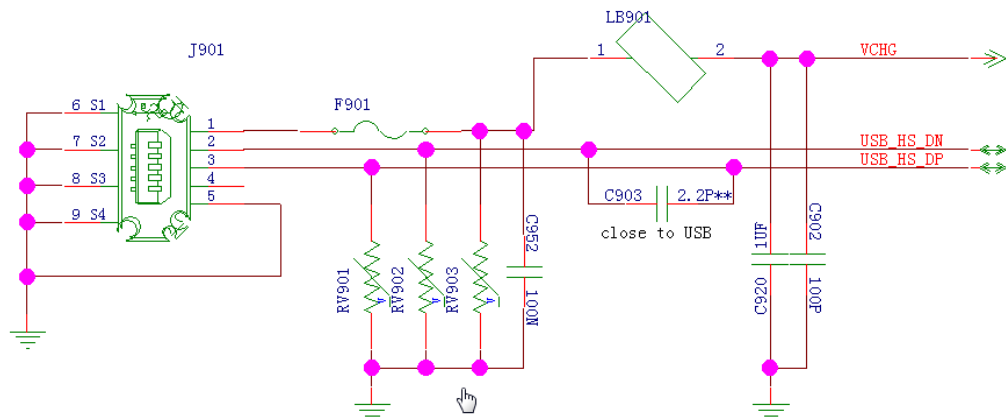 LB901
J901
1
2
VCHG
6 S1
F901
1
7 S2
2
USB_HS_DN
3
USB_HS_DP
8 S3
4
C903
2.2P**
9 S4
5
close to USB
RV901
RV902
RV903
C952
100N
1UF
C920
C902
100P